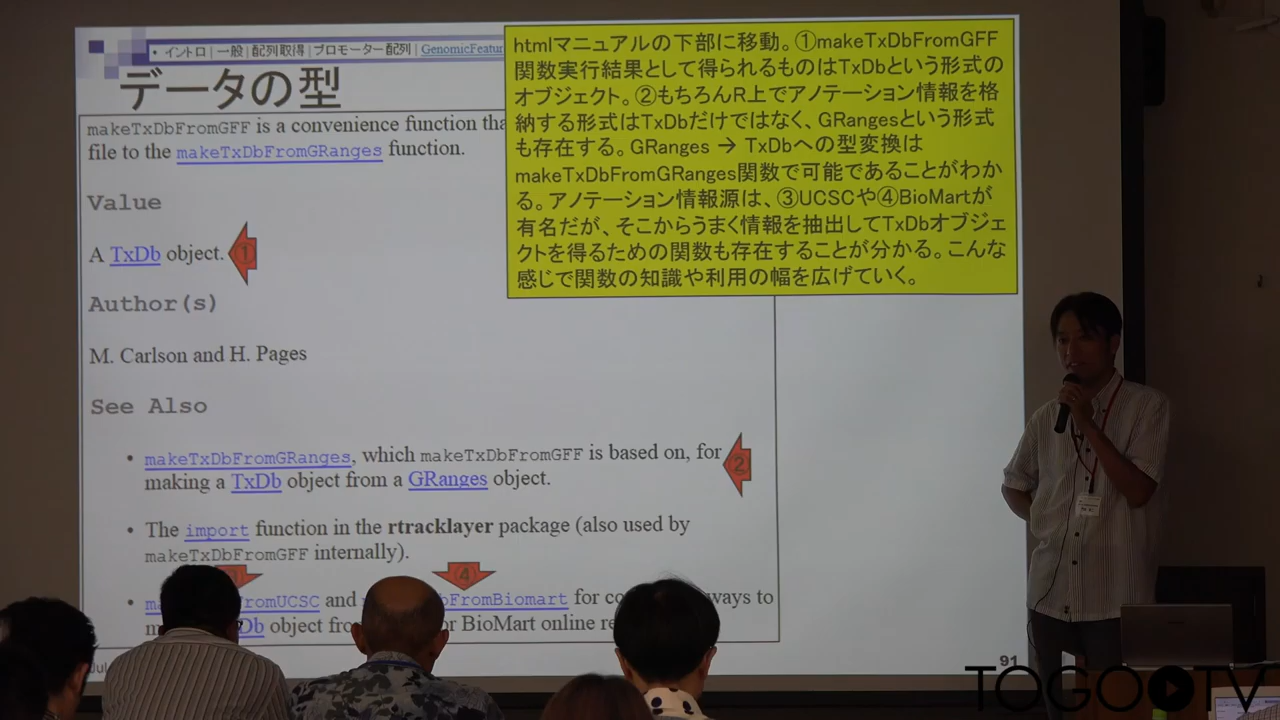 • イントロ | 一般 | 配列取得 | プロモーター配列 | GenomicFeatur
データの型
makeTxDbFromGFF is a convenience function tha
file to the makeTxDbFromGRanges function.
Value
A TxDb object. ①
Author(s)
M. Carlson and H. Pages
See Also
• makeTxDbFromGRanges, which makeTxDbFromGFF is based on, for
making a TxDb object from a GRanges object. ②
• The import function in the rtracklayer package (also used by
makeTxDbFromGFF internally).
④
• romUCSC and bFromBiomart for ways to
Db object or BioMart online
htmlマニュアルの下部に移動。①makeTxDbFromGFF
関数実行結果として得られるものはTxDbという形式の
オブジェクト。②もちろんR上でアノテーション情報を格
納する形式はTxDbだけではなく、GRangesという形式
も存在する。GRanges → TxDbへの型変換は
makeTxDbFromGRanges関数で可能であることがわか
る。アノテーション情報源は、③UCSCや④BioMartが
有名だが、そこからうまく情報を抽出してTxDbオブジェ
クトを得るための関数も存在することが分かる。こんな
感じで関数の知識や利用の幅を広げていく。
91
TOGO TV